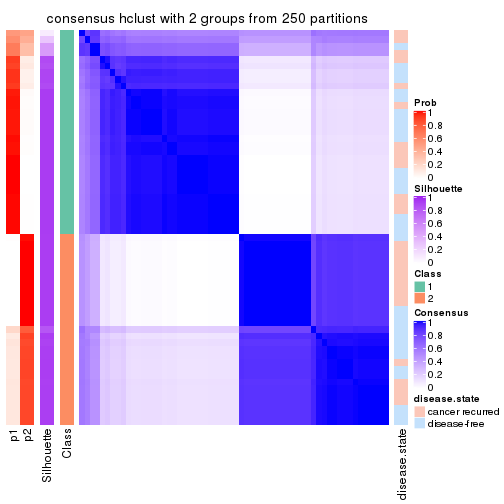 consensus hclust with 2 groups from 250 partitions
Prob
1
0.8
0.6
0.4
0.2
0
Silhouette
1
0.8
0.6
0.4
0.2
0
Class
1
2
Consensus
1
0.8
0.6
0.4
0.2
0
disease.state
cancer recurred
disease-free
p1
p2
Silhouette
Class
disease.state